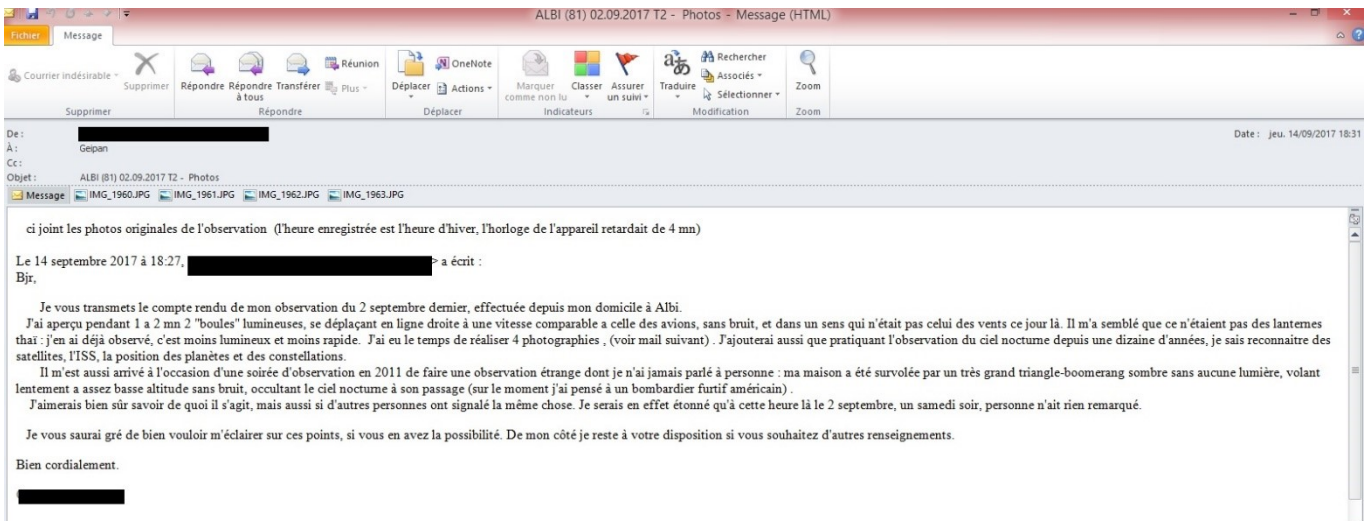 ALBI (81) 02.09.2017 T2 - Photos - Message (HTML)
Fichier Message
Courrier indésirable
Supprimer
Répondre Répondre à tous Transférer
Réunion
Plus
Déplacer
OneNote
Actions
Marquer comme non lu
Classer
Assurer un suivi
Traduire
Rechercher
Associés
Sélectionner
Zoom
Supprimer Répondre Déplacer Indicateurs Modification Zoom
De : Date : jeu. 14/09/2017 18:31
À : Geipan
Cc :
Objet : ALBI (81) 02.09.2017 T2 - Photos
Message IMG_1960.JPG IMG_1961.JPG IMG_1962.JPG IMG_1963.JPG
ci joint les photos originales de l'observation (l'heure enregistrée est l'heure d'hiver, l'horloge de l'appareil retardait de 4 mn)
Le 14 septembre 2017 à 18:27, > a écrit :
Bjr,
Je vous transmets le compte rendu de mon observation du 2 septembre dernier, effectuée depuis mon domicile à Albi.
J'ai aperçu pendant 1 a 2 mn 2 "boules" lumineuses, se déplaçant en ligne droite à une vitesse comparable a celle des avions, sans bruit, et dans un sens qui n'était pas celui des vents ce jour là. Il m'a semblé que ce n'étaient pas des lanternes
thaï : j'en ai déjà observé, c'est moins lumineux et moins rapide. J'ai eu le temps de réaliser 4 photographies , (voir mail suivant) . J'ajouterai aussi que pratiquant l'observation du ciel nocturne depuis une dizaine d'années, je sais reconnaitre des
satellites, l'ISS, la position des planètes et des constellations.
Il m'est aussi arrivé à l'occasion d'une soirée d'observation en 2011 de faire une observation étrange dont je n'ai jamais parlé à personne : ma maison a été survolée par un très grand triangle-boomerang sombre sans aucune lumière, volant
lentement a assez basse altitude sans bruit, occultant le ciel nocturne à son passage (sur le moment j'ai pensé à un bombardier furtif américain) .
J'aimerais bien sûr savoir de quoi il s'agit, mais aussi si d'autres personnes ont signalé la même chose. Je serais en effet étonné qu'à cette heure là le 2 septembre, un samedi soir, personne n'ait rien remarqué.
Je vous saurai gré de bien vouloir m'éclairer sur ces points, si vous en avez la possibilité. De mon côté je reste à votre disposition si vous souhaitez d'autres renseignements.
Bien cordialement.